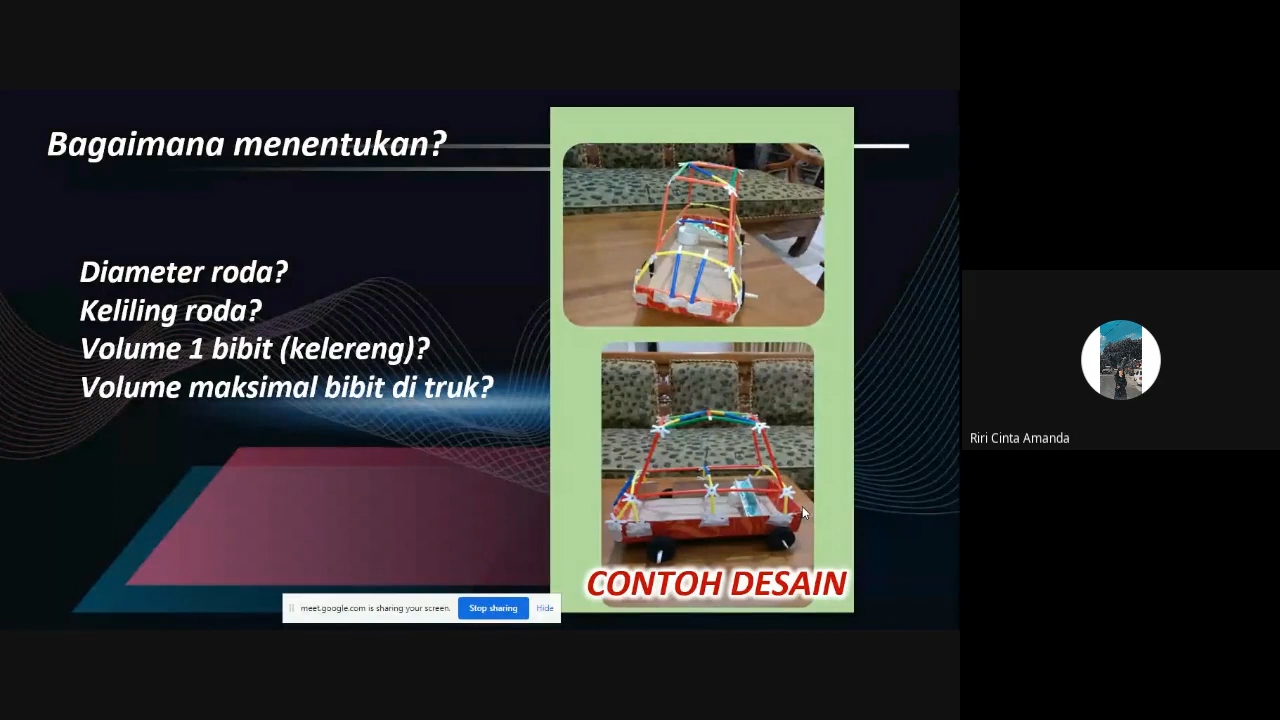 Bagaimana menentukan?
Diameter roda?
Keliling roda?
Volume 1 bibit (kelereng)?
Volume maksimal bibit di truk?
CONTOH DESAIN
meet.google.com is sharing your screen.
Stop sharing
Hide
Riri Cinta Amanda